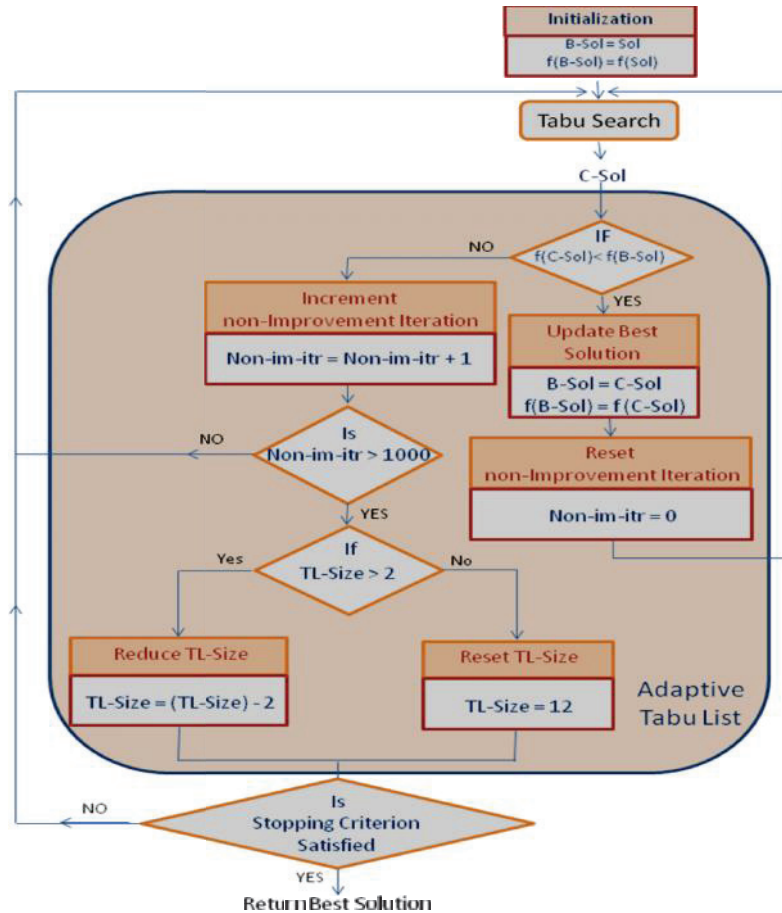 Initialization
B-Sol = Sol
f(B-Sol) = f(Sol)
Tabu Search
C-Sol
IF
f(C-Sol)< f(B-Sol)
NO
YES
Increment
non-Improvement Iteration
Non-im-itr = Non-im-itr + 1
Update Best
Solution
B-Sol = C-Sol
f(B-Sol) = f (C-Sol)
Is
Non-im-itr > 1000
NO
YES
Reset
non-Improvement Iteration
Non-im-itr = 0
If
TL-Size > 2
Yes
No
Reduce TL-Size
TL-Size = (TL-Size) - 2
Reset TL-Size
TL-Size = 12
Adaptive
Tabu List
Is
Stopping Criterion
Satisfied
NO
YES
Return Best Solution